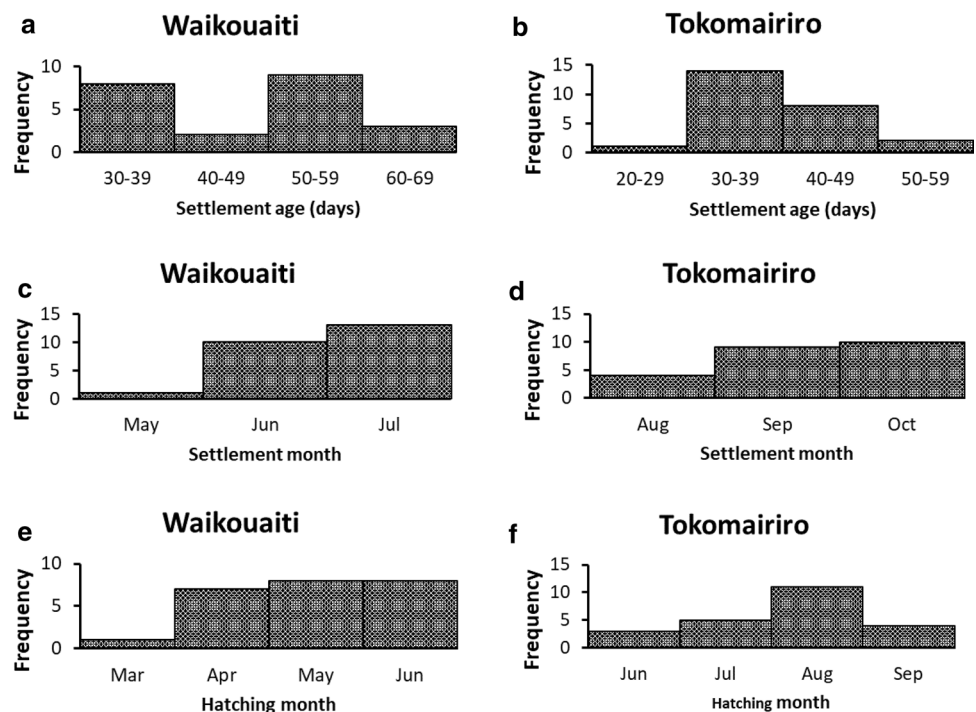 a
Waikouaiti
Frequency
10
5
0
30-39 40-49 50-59 60-69
Settlement age (days)
b
Tokomairiro
Frequency
15
10
5
0
20-29 30-39 40-49 50-59
Settlement age (days)
c
Waikouaiti
Frequency
15
10
5
0
May Jun Jul
Settlement month
d
Tokomairiro
Frequency
15
10
5
0
Aug Sep Oct
Settlement month
e
Waikouaiti
Frequency
10
5
0
Mar Apr May Jun
Hatching month
f
Tokomairiro
Frequency
15
10
5
0
Jun Jul Aug Sep
Hatching month